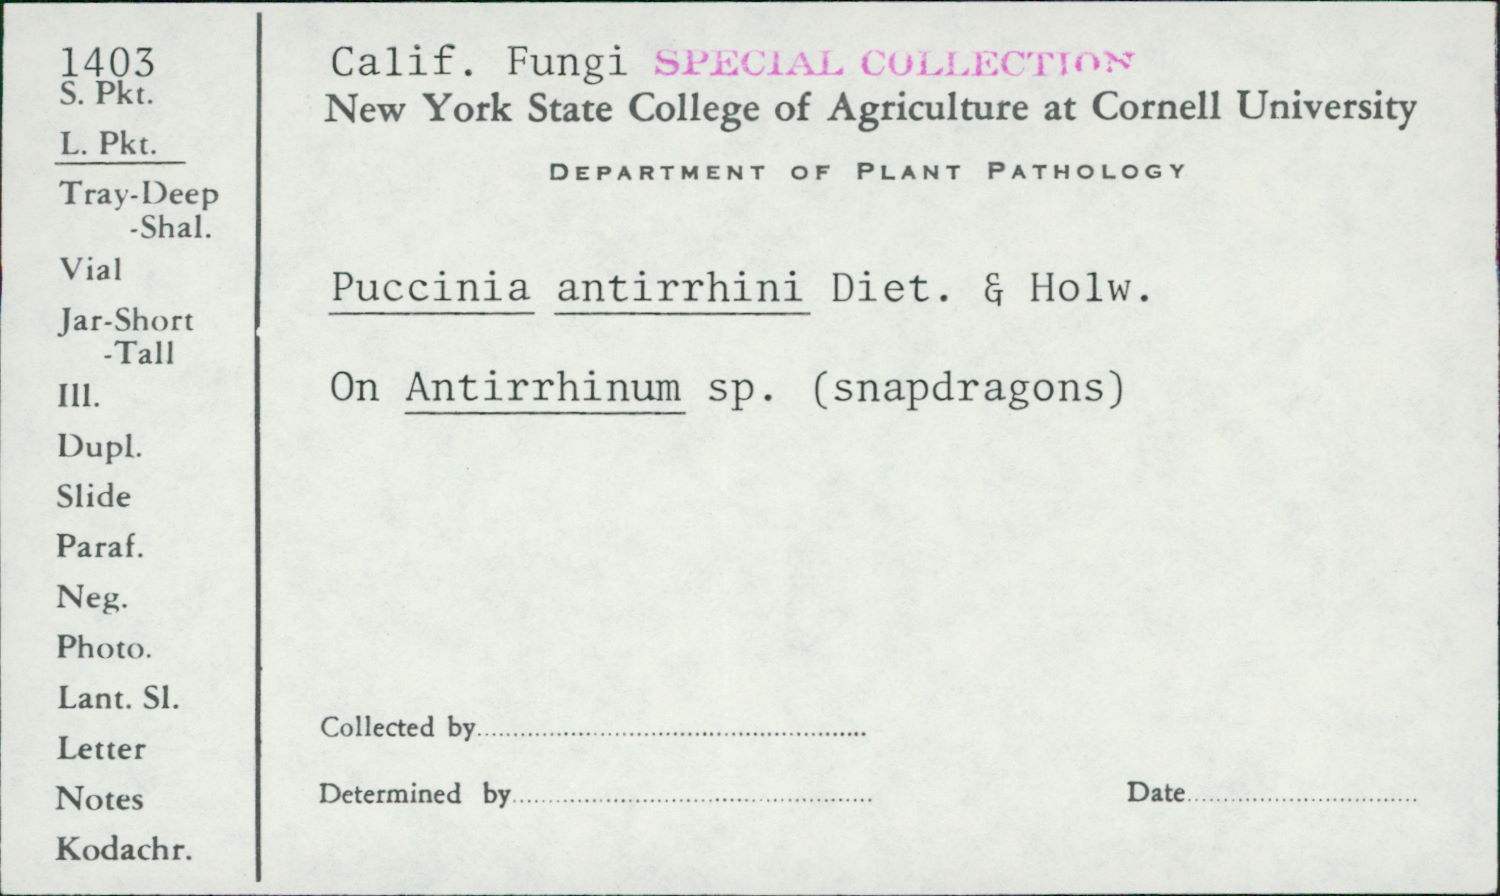 1403
S. Pkt.
L. Pkt.
Tray-Deep
-Shal.
Vial
Jar-Short
-Tall
Ill.
Dupl.
Slide
Paraf.
Neg.
Photo.
Lant. Sl.
Letter
Notes
Kodachr.
Calif. Fungi SPECIAL COLLECTION
New York State College of Agriculture at Cornell University
DEPARTMENT OF PLANT PATHOLOGY
Puccinia antirrhini Diet. & Holw.
On Antirrhinum sp. (snapdragons)
Collected by
Determined by
Date